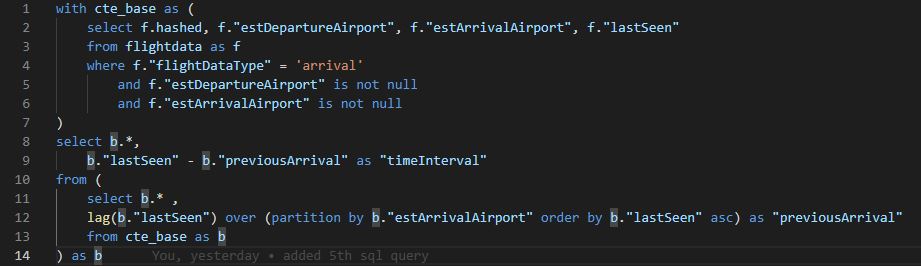 1 with cte_base as (
2 select f.hashed, f."estDepartureAirport", f."estArrivalAirport", f."lastSeen"
3 from flightdata as f
4 where f."flightDataType" = 'arrival'
5 and f."estDepartureAirport" is not null
6 and f."estArrivalAirport" is not null
7 )
8 select b.*,
9 b."lastSeen" - b."previousArrival" as "timeInterval"
10 from (
11 select b.* ,
12 lag(b."lastSeen") over (partition by b."estArrivalAirport" order by b."lastSeen" asc) as "previousArrival"
13 from cte_base as b
14 ) as b You, yesterday • added 5th sql query